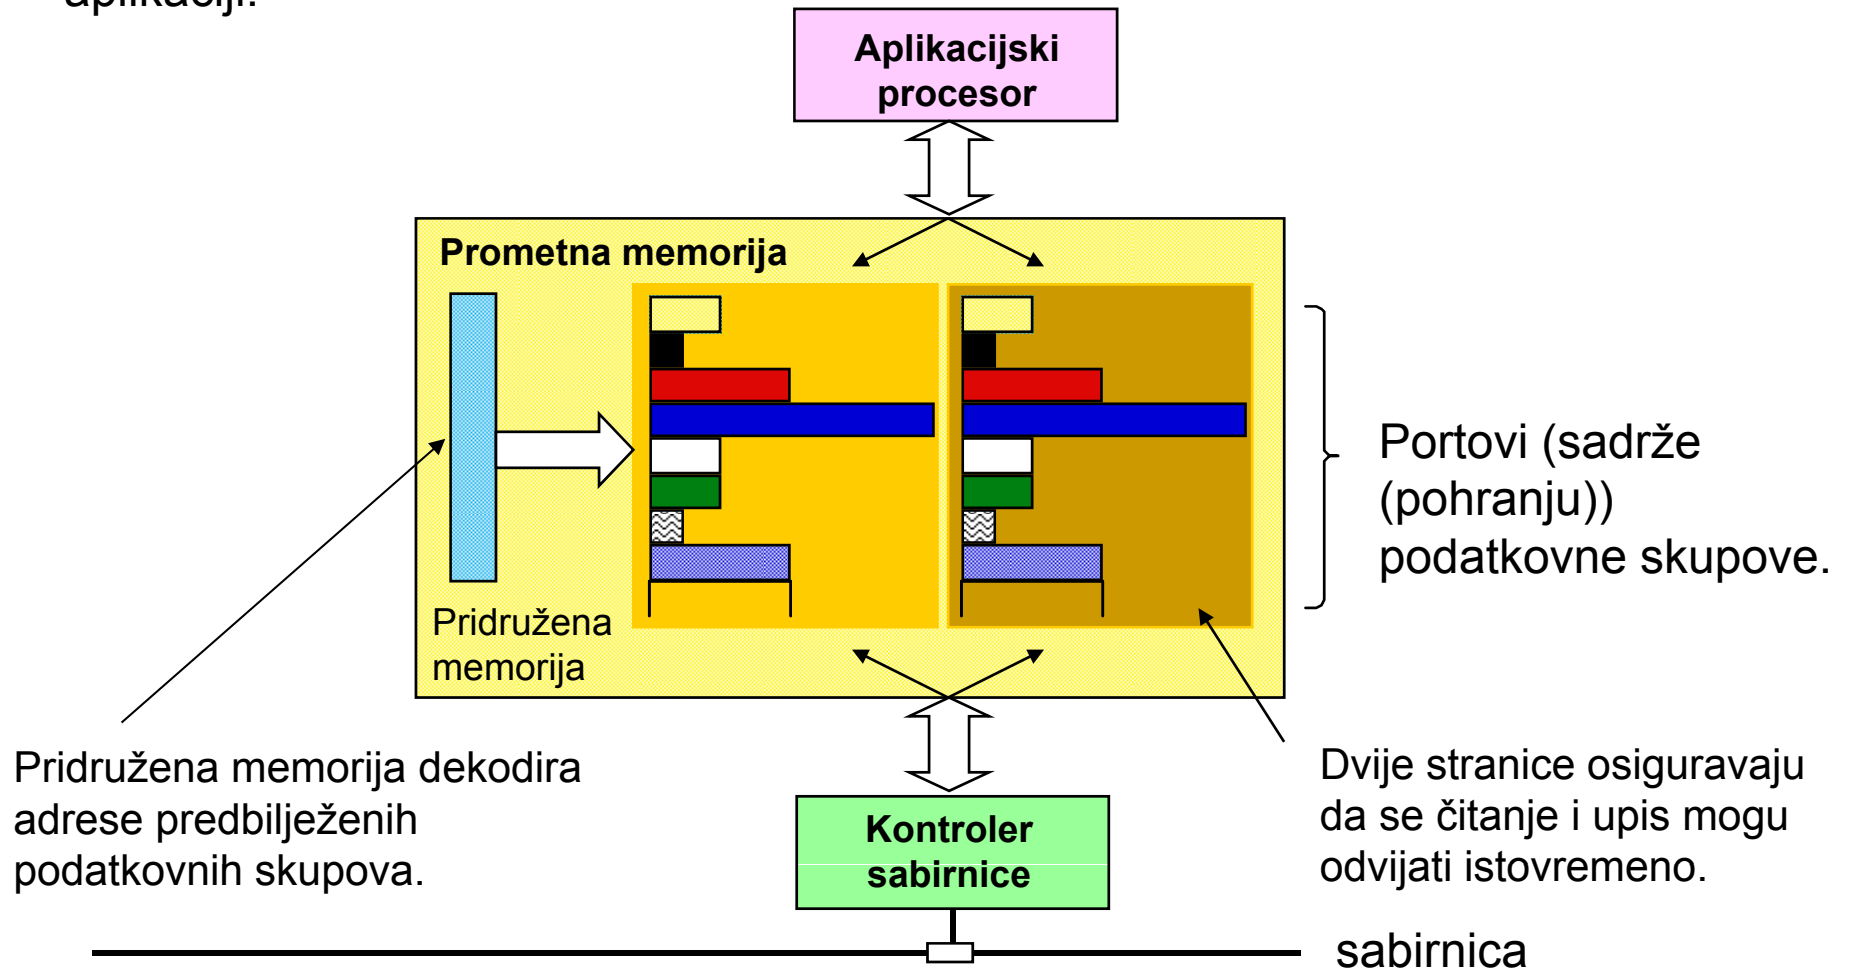 aplikaciji.
Aplikacijski
procesor
Prometna memorija
Portovi (sadrže
(pohranju))
podatkovne skupove.
Pridružena
memorija
Pridružena memorija dekodira
adrese predbilježenih
podatkovnih skupova.
Dvije stranice osiguravaju
da se čitanje i upis mogu
odvijati istovremeno.
Kontroler
sabirnice
sabirnica